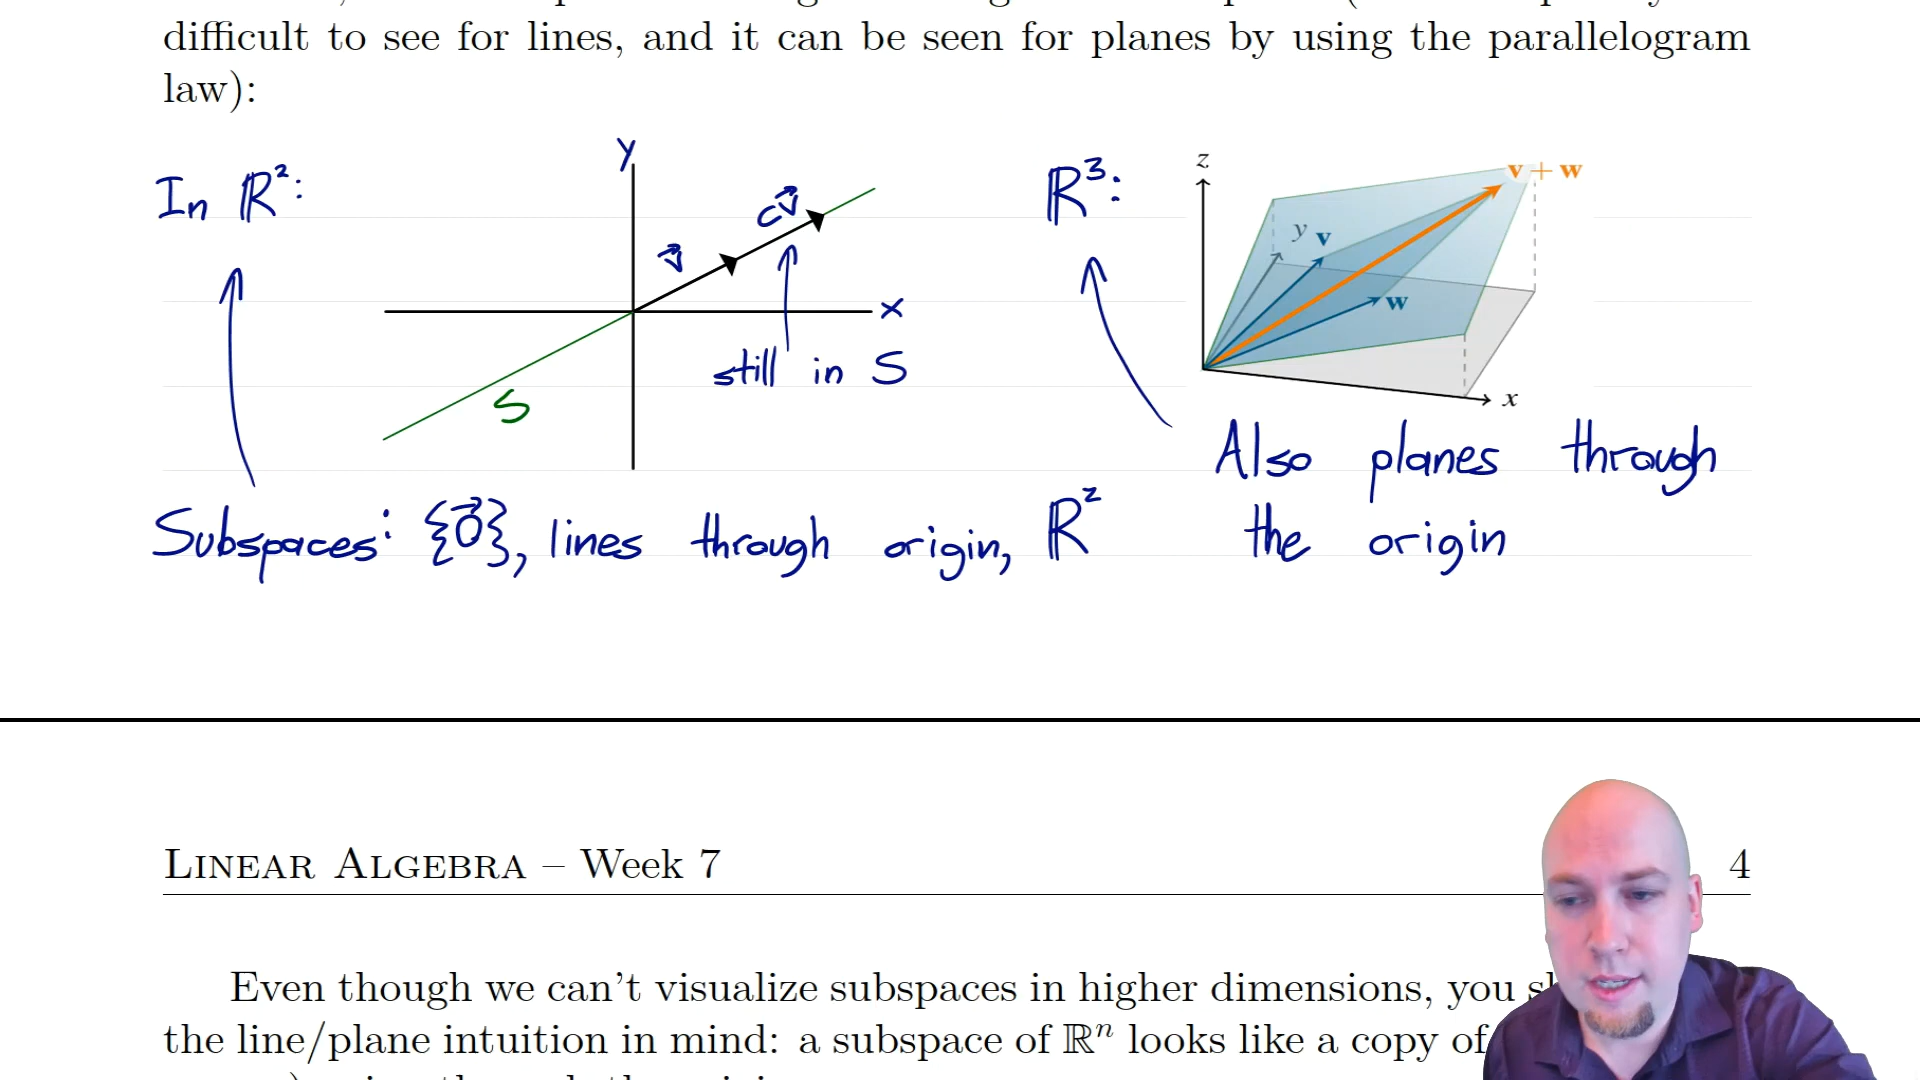 difficult to see for lines, and it can be seen for planes by using the parallelogram
law):
In ℝ²:
y
x
v⃗
cv⃗
still in S
S
ℝ³:
z
y
x
v
w
v + w
Also planes through
the origin
Subspaces: {0⃗}, lines through origin, ℝ²
LINEAR ALGEBRA – Week 7
4
Even though we can't visualize subspaces in higher dimensions, you
the line/plane intuition in mind: a subspace of ℝⁿ looks like a copy of